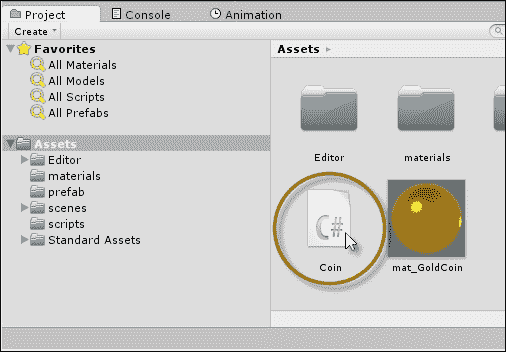 Project
Console
Animation
Create
Favorites
All Materials
All Models
All Scripts
All Prefabs
Assets
Editor
materials
prefab
scenes
scripts
Standard Assets
Assets
Editor
materials
C#
Coin
mat_GoldCoin